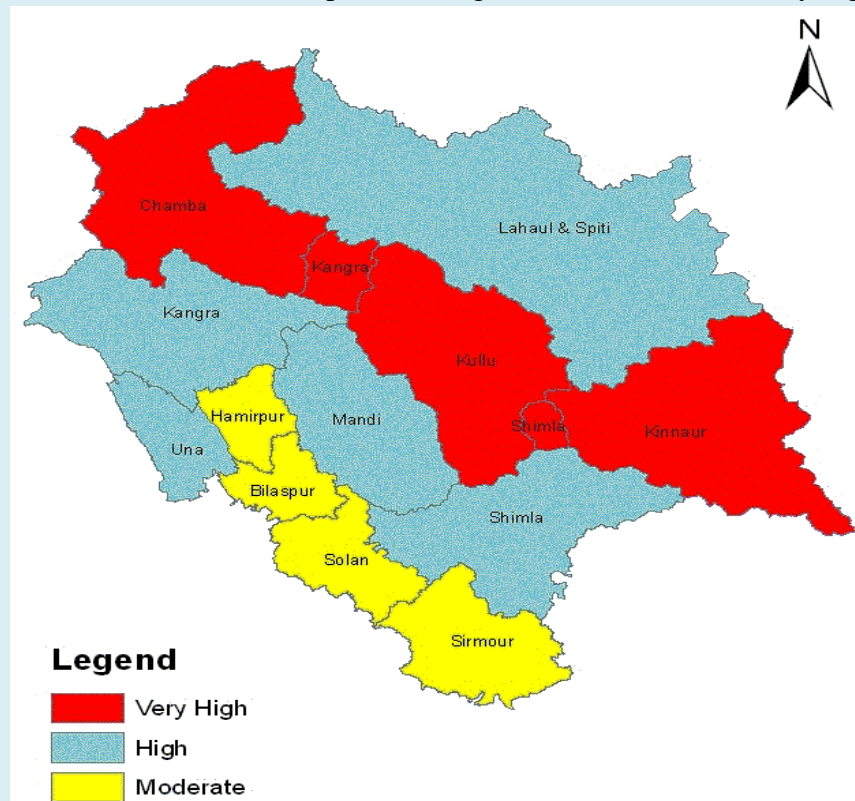 N
Chamba
Lahaul & Spiti
Kangra
Kangra
Kullu
Hamirpur
Mandi
Shimla
Kinnaur
Una
Bilaspur
Shimla
Solan
Sirmour
Legend
Very High
High
Moderate